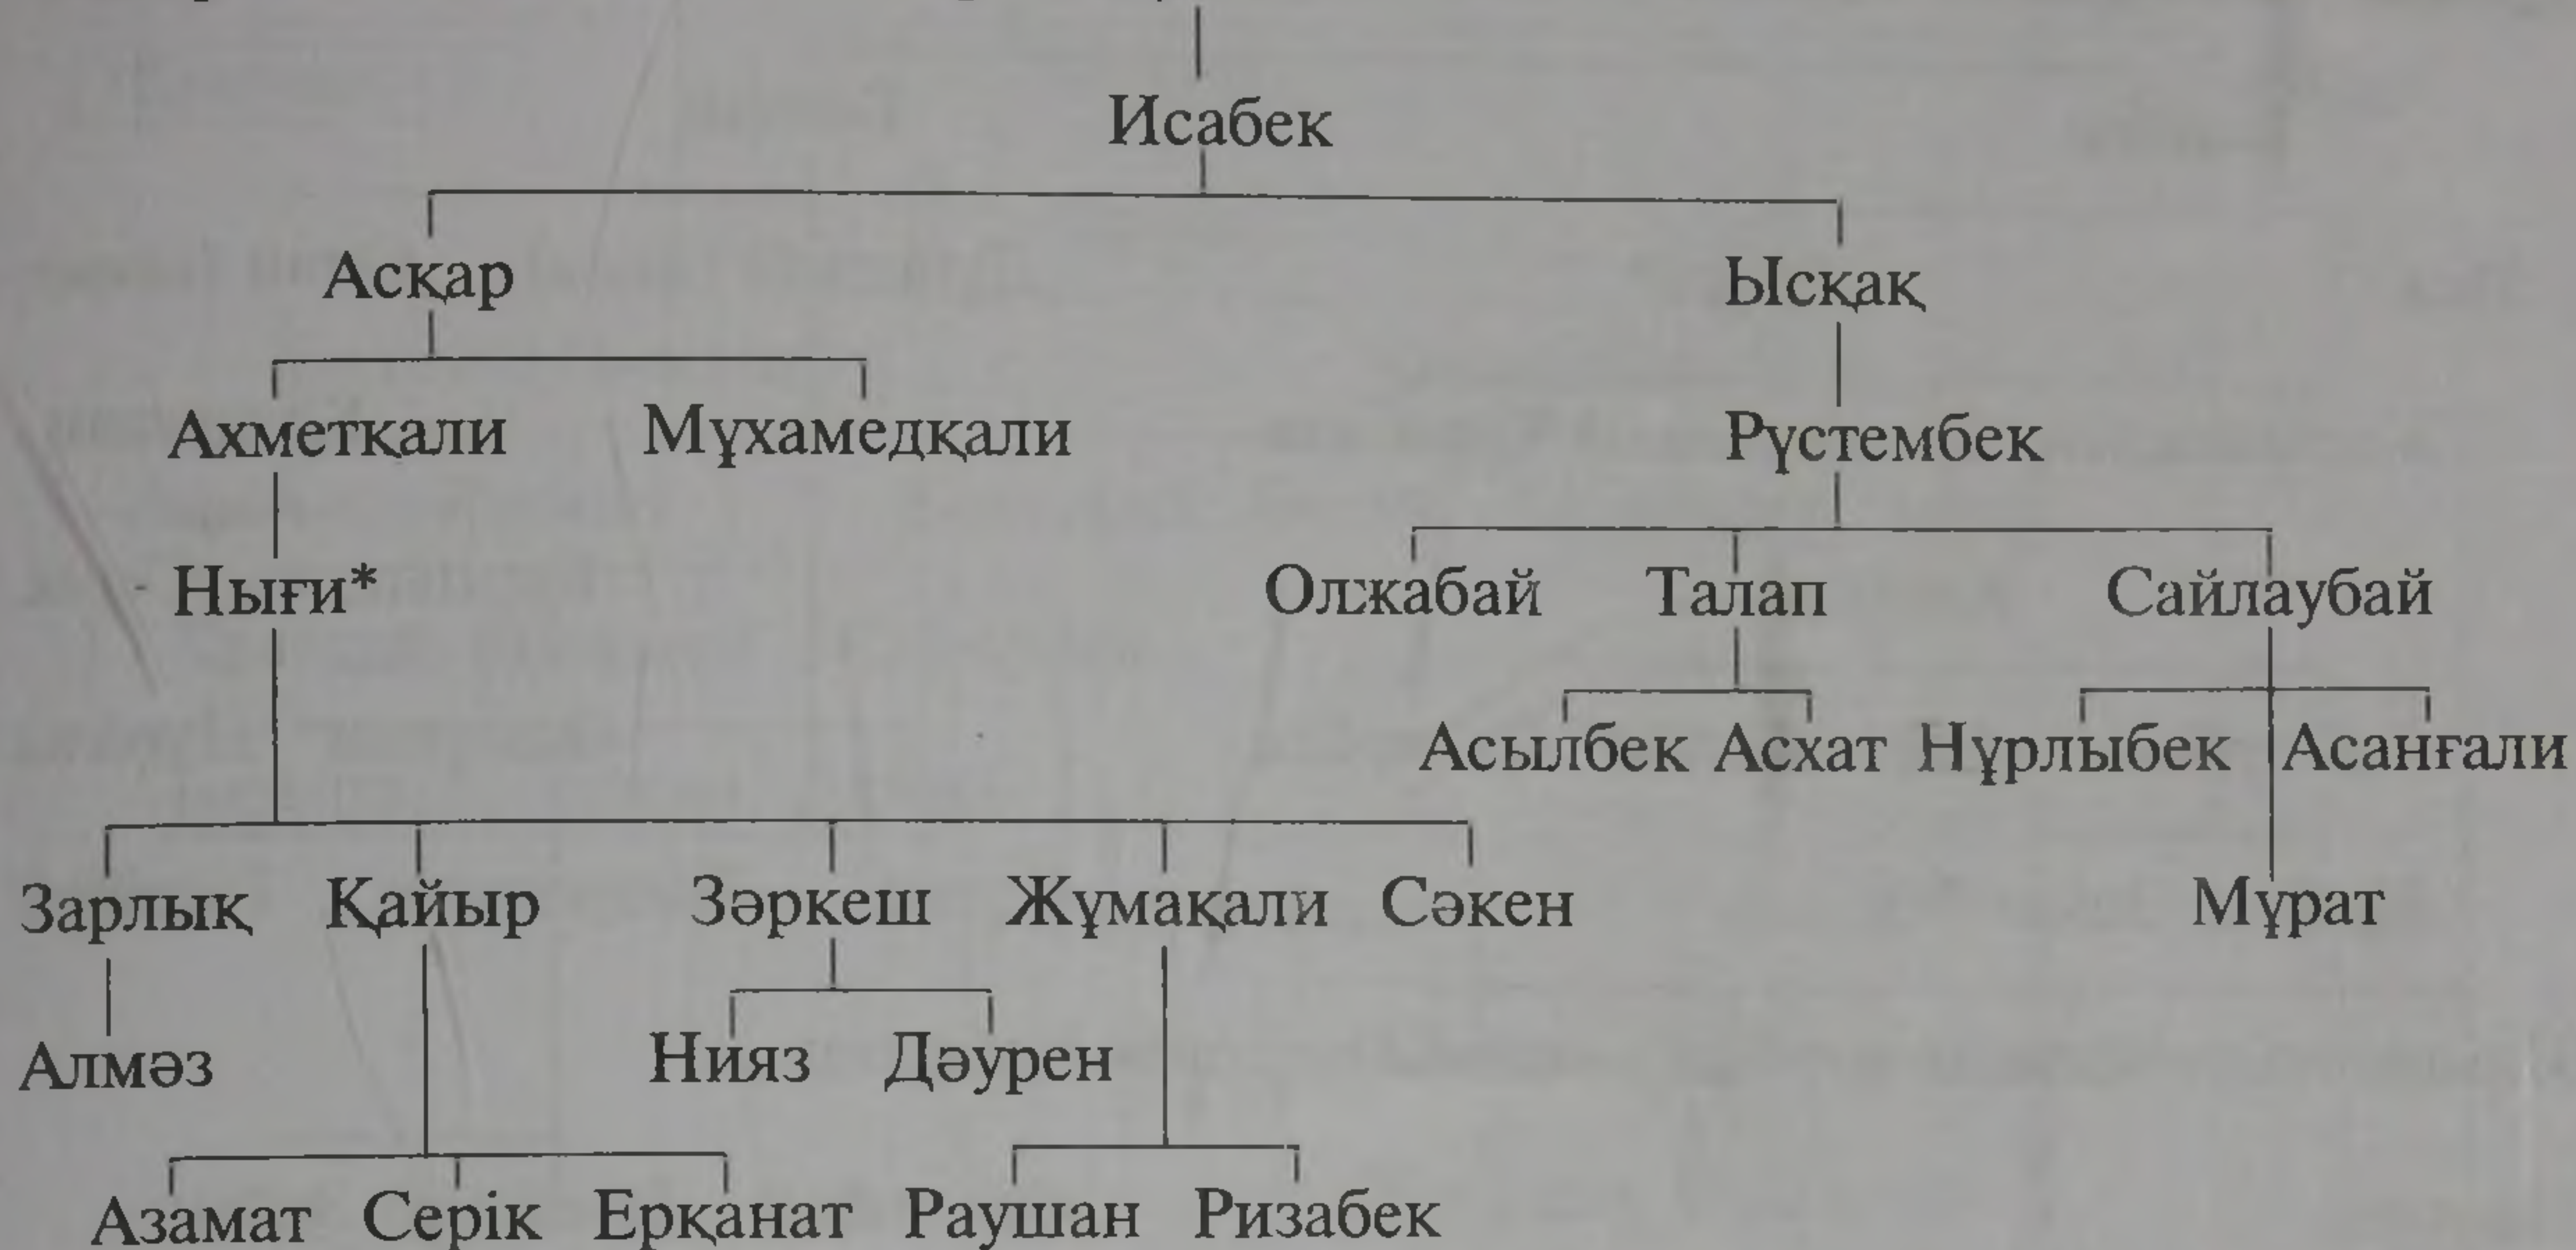 Исабек
Асқар Ысқақ
Ахметқали Мұхамедқали Рүстембек
Нығи* Олжабай Талап Сайлаубай
Асылбек Асхат Нұрлыбек Асанғали
Зарлық Қайыр Зәркеш Жұмақали Сәкен Мұрат
Алмәз Нияз Дәурен
Азамат Серік Ерқанат Раушан Ризабек